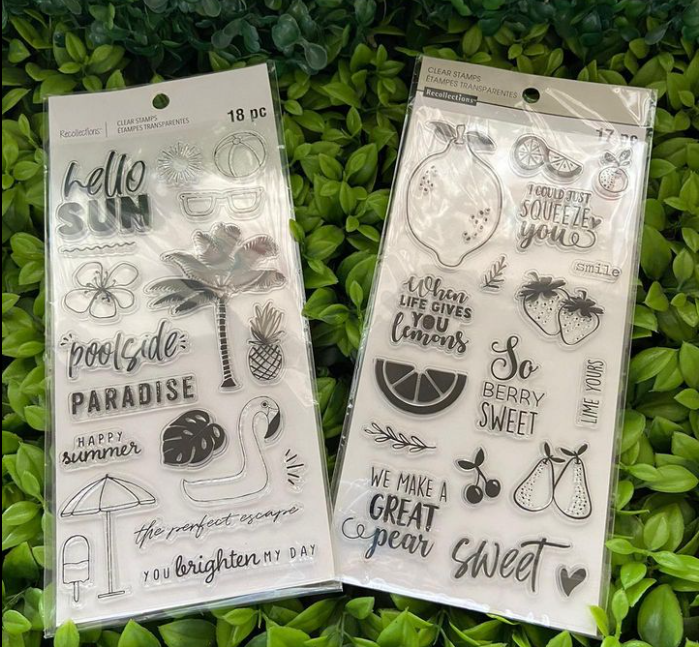 Recollections
CLEAR STAMPS
ÉTAMPES TRANSPARENTES
18 pc
hello
SUN
poolside
PARADISE
HAPPY
summer
the perfect escape
YOU brighten MY DAY
CLEAR STAMPS
ÉTAMPES TRANSPARENTES
Recollections
17 pc
I COULD JUST
SQUEEZE
you
smile
When
LIFE GIVES
YOU
lemons
So
BERRY
SWEET
LIME YOURS
WE MAKE A
GREAT
pear
sweet